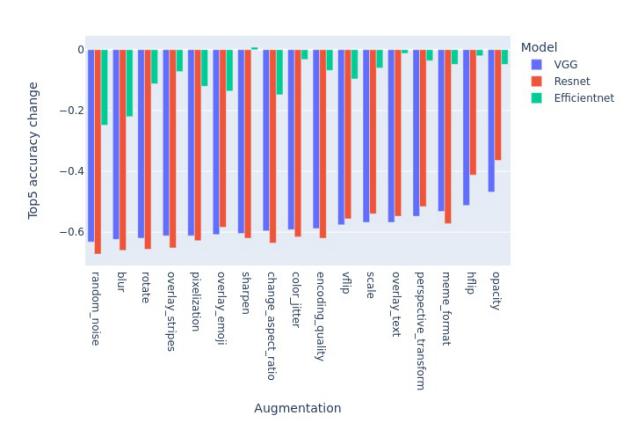 Top5 accuracy change
0
−0.2
−0.4
−0.6
random_noise
blur
rotate
overlay_stripes
pixelization
overlay_emoji
sharpen
change_aspect_ratio
color_jitter
encoding_quality
vflip
scale
overlay_text
perspective_transform
meme_format
hflip
opacity
Augmentation
Model
VGG
Resnet
Efficientnet